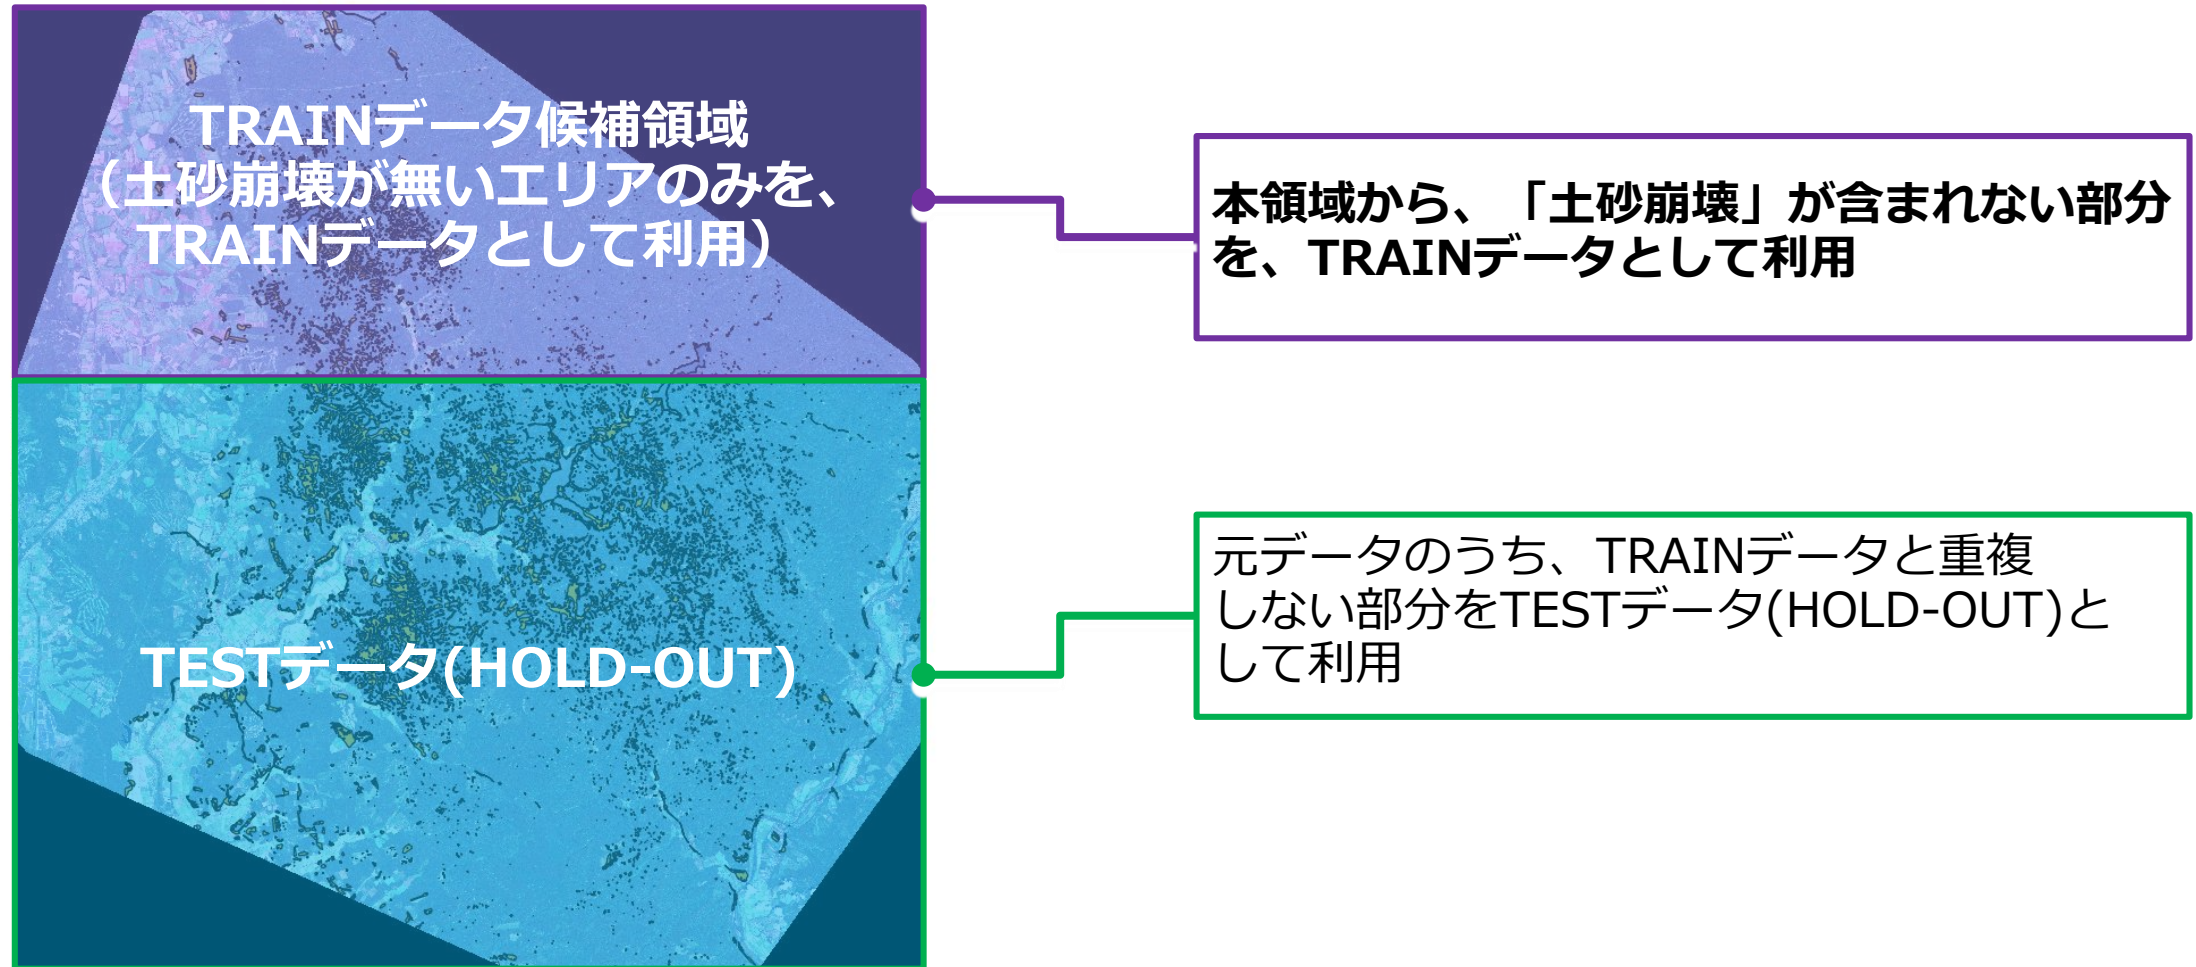 TRAINデータ候補領域
（土砂崩壊が無いエリアのみを、
TRAINデータとして利用）
本領域から、「土砂崩壊」が含まれない部分
を、TRAINデータとして利用
TESTデータ(HOLD-OUT)
元データのうち、TRAINデータと重複
しない部分をTESTデータ(HOLD-OUT)と
して利用